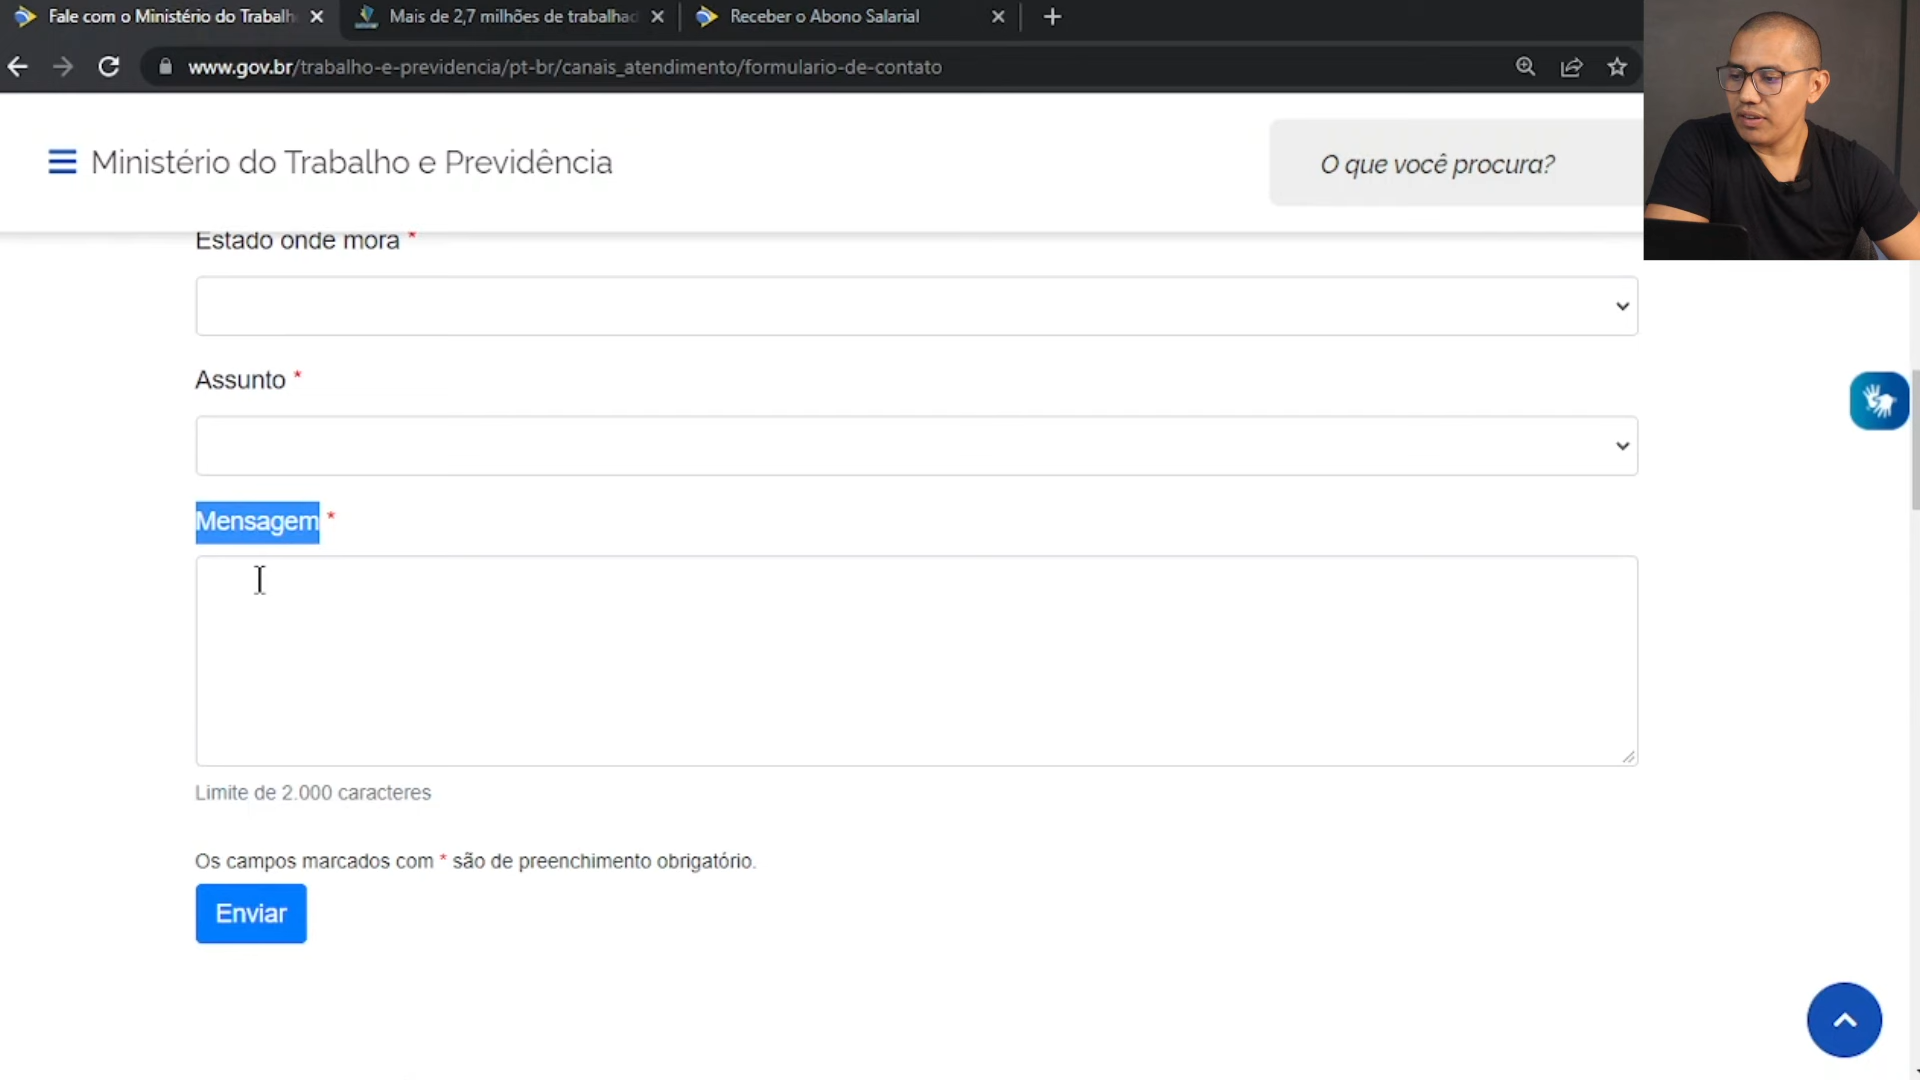 Fale com o Ministério do Trabalh
Mais de 2,7 milhões de trabalhad
Receber o Abono Salarial
www.gov.br/trabalho-e-previdencia/pt-br/canais_atendimento/formulario-de-contato
Ministério do Trabalho e Previdência
O que você procura?
Estado onde mora *
Assunto *
Mensagem *
Limite de 2.000 caracteres
Os campos marcados com * são de preenchimento obrigatório.
Enviar